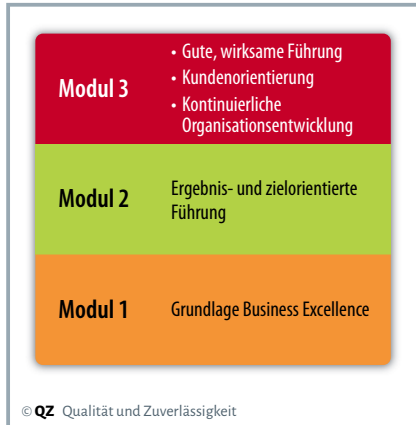 Modul 3
• Gute, wirksame Führung
• Kundenorientierung
• Kontinuierliche
Organisationsentwicklung
Modul 2
Ergebnis- und zielorientierte
Führung
Modul 1
Grundlage Business Excellence
© QZ Qualität und Zuverlässigkeit